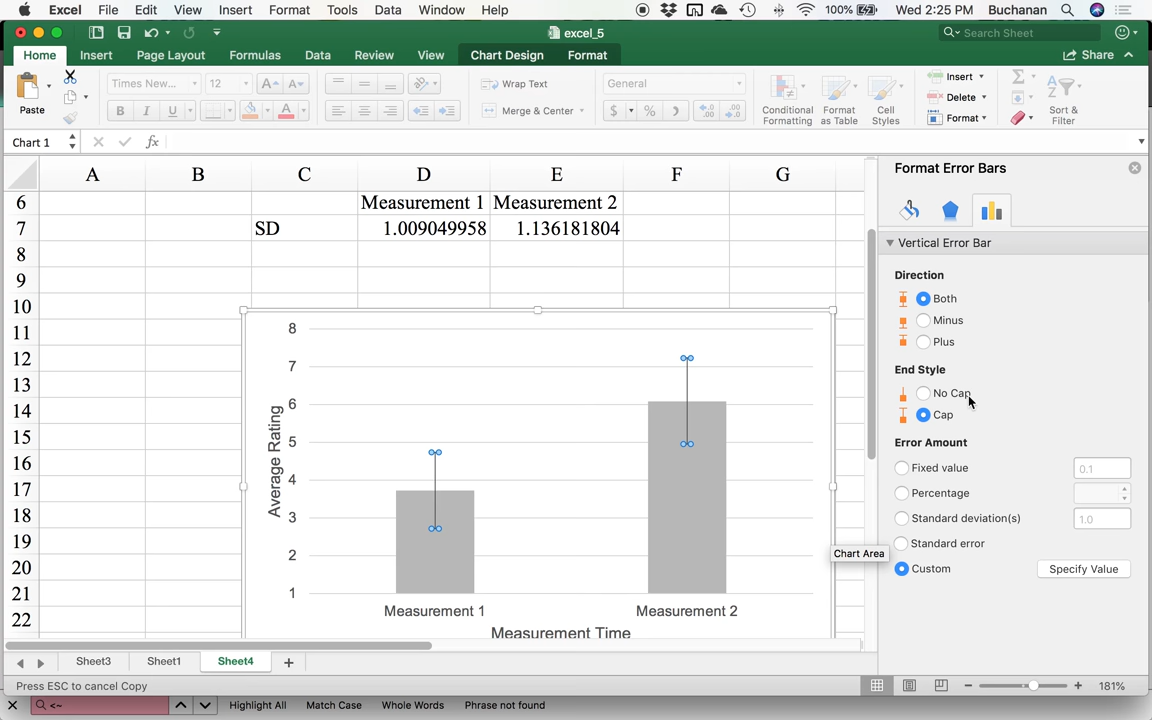 Excel File Edit View Insert Format Tools Data Window Help 100% Wed 2:25 PM Buchanan
excel_5 Search Sheet
Home Insert Page Layout Formulas Data Review View Chart Design Format Share
Paste Times New... 12 A A Wrap Text General Insert
B I U A Merge & Center $ % Conditional Formatting Format as Table Cell Styles Delete Format Sort & Filter
Chart 1 fx
A B C D E F G
6 Measurement 1 Measurement 2
7 SD 1.009049958 1.136181804
8
9
10
11
12
13
14
15
16
17
18
19
20
21
22
8
7
6
5
4
3
2
1
Average Rating
Measurement 1 Measurement 2
Measurement Time
Chart Area
Format Error Bars
Vertical Error Bar
Direction
Both
Minus
Plus
End Style
No Cap
Cap
Error Amount
Fixed value 0.1
Percentage
Standard deviation(s) 1.0
Standard error
Custom Specify Value
Sheet3 Sheet1 Sheet4 +
Press ESC to cancel Copy 181%
<~ Highlight All Match Case Whole Words Phrase not found